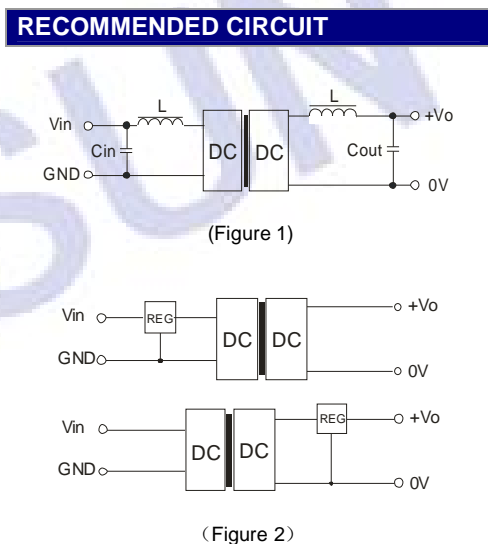 RECOMMENDED CIRCUIT
L L
Vin +Vo
Cin DC DC Cout
GND 0V
(Figure 1)
Vin REG +Vo
DC DC
GND 0V
Vin REG +Vo
DC DC
GND 0V
（Figure 2）